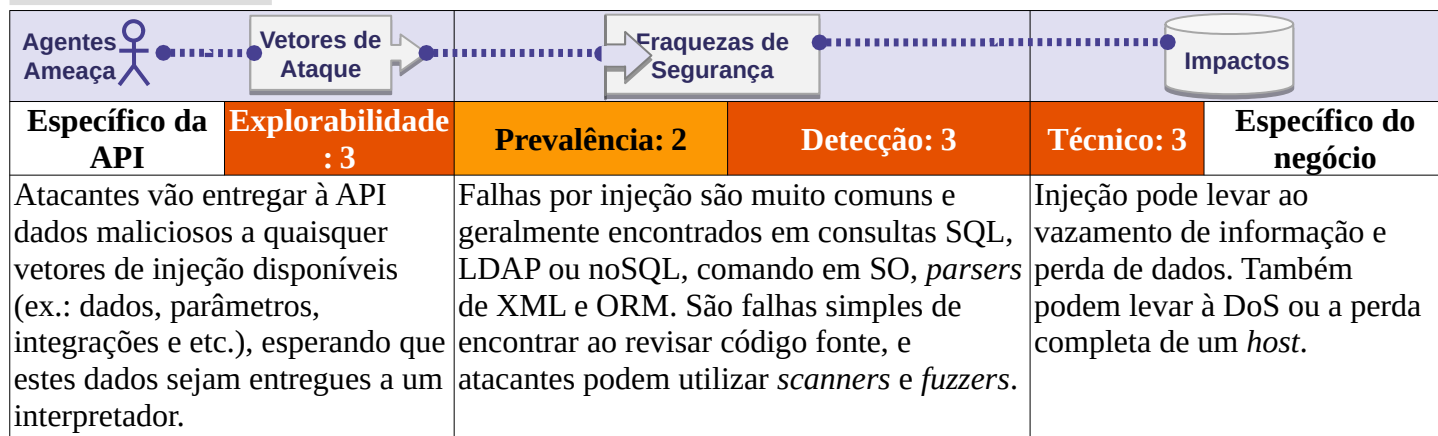 Agentes
Ameaça
Vetores de
Ataque
Fraquezas de
Segurança
Impactos
Específico da
API
Explorabilidade
: 3
Prevalência: 2
Detecção: 3
Técnico: 3
Específico do
negócio
Atacantes vão entregar à API
dados maliciosos a quaisquer
vetores de injeção disponíveis
(ex.: dados, parâmetros,
integrações e etc.), esperando que
estes dados sejam entregues a um
interpretador.
Falhas por injeção são muito comuns e
geralmente encontrados em consultas SQL,
LDAP ou noSQL, comando em SO, parsers
de XML e ORM. São falhas simples de
encontrar ao revisar código fonte, e
atacantes podem utilizar scanners e fuzzers.
Injeção pode levar ao
vazamento de informação e
perda de dados. Também
podem levar à DoS ou a perda
completa de um host.